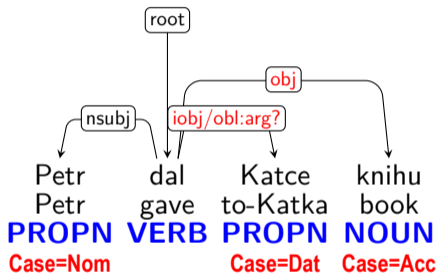 root
obj
nsubj iobj/obl:arg?
Petr dal Katce knihu
Petr gave to-Katka book
PROPN VERB PROPN NOUN
Case=Nom Case=Dat Case=Acc